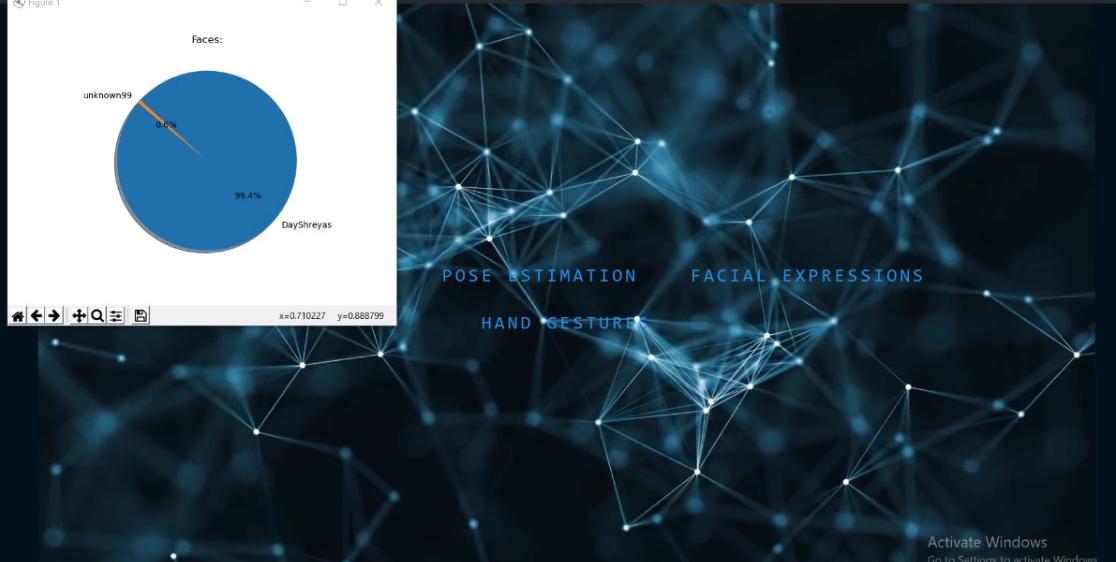 Figure 1
Faces:
unknown99
0.6%
99.4%
DayShreyas
x=0.710227 y=0.888799
POSE ESTIMATION FACIAL EXPRESSIONS
HAND GESTURES
Activate Windows
Go to Settings to activate Windows.